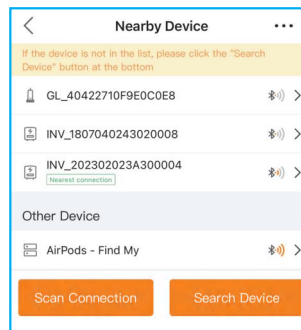 Nearby Device
If the device is not in the list, please click the "Search
Device" button at the bottom
GL_40422710F9E0C0E8
INV_1807040243020008
INV_202302023A300004
Nearest connection
Other Device
AirPods - Find My
Scan Connection
Search Device